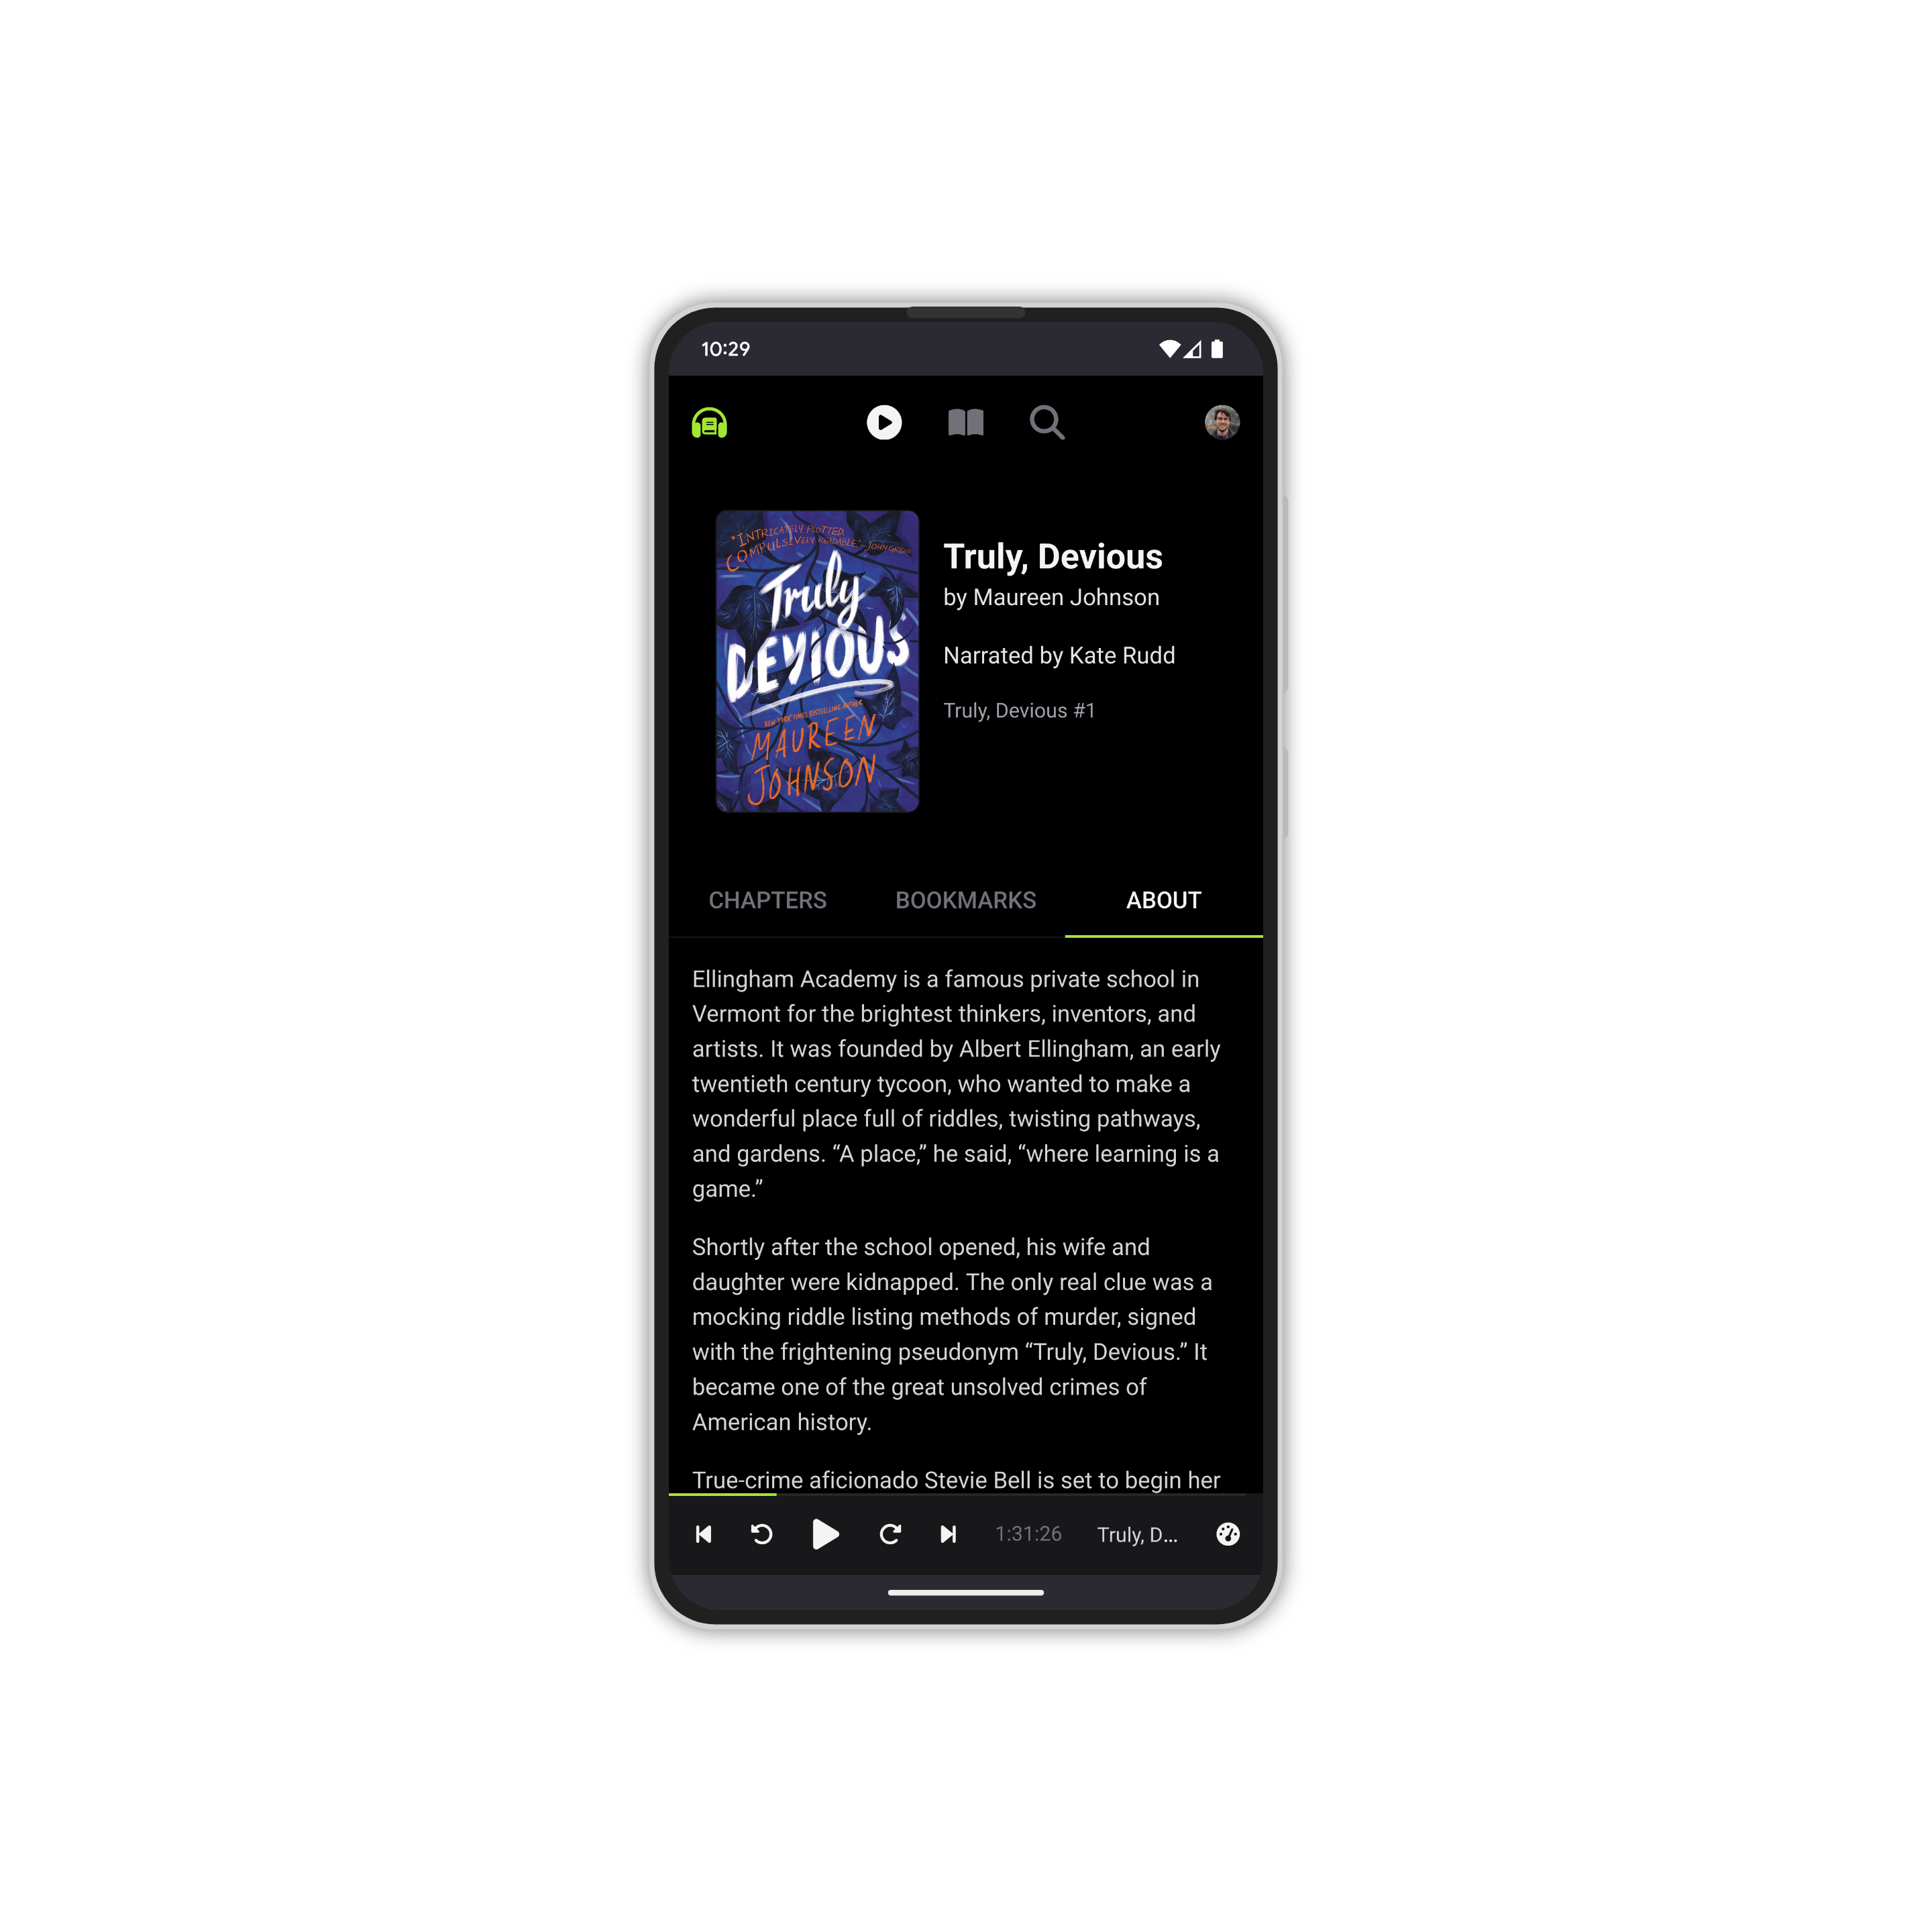 10:29
"INTRICATELY PLOTTED,
COMPULSIVELY READABLE."—JOHN GREEN
Truly
DEVIOUS
NEW YORK TIMES BESTSELLING AUTHOR
MAUREEN
JOHNSON
Truly, Devious
by Maureen Johnson
Narrated by Kate Rudd
Truly, Devious #1
CHAPTERS BOOKMARKS ABOUT
Ellingham Academy is a famous private school in
Vermont for the brightest thinkers, inventors, and
artists. It was founded by Albert Ellingham, an early
twentieth century tycoon, who wanted to make a
wonderful place full of riddles, twisting pathways,
and gardens. “A place,” he said, “where learning is a
game.”
Shortly after the school opened, his wife and
daughter were kidnapped. The only real clue was a
mocking riddle listing methods of murder, signed
with the frightening pseudonym “Truly, Devious.” It
became one of the great unsolved crimes of
American history.
True-crime aficionado Stevie Bell is set to begin her
1:31:26 Truly, D...